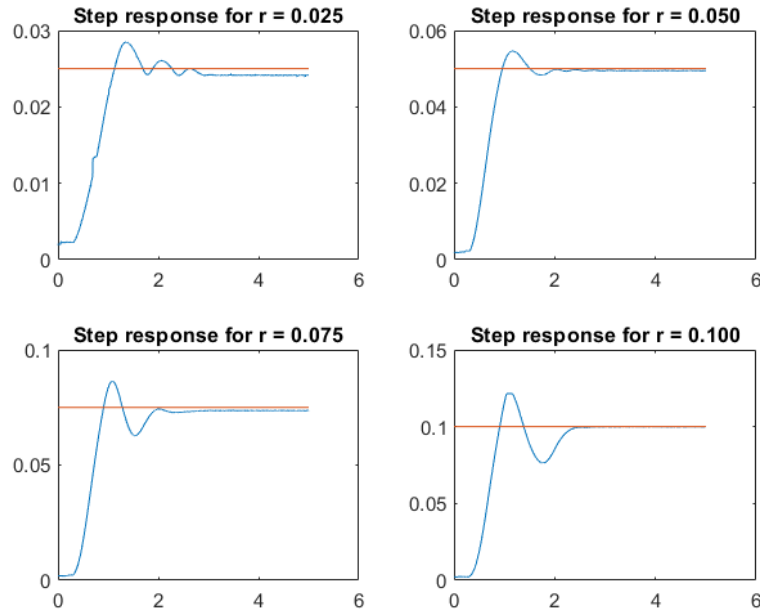 Step response for r = 0.025
0.03
0.02
0.01
0
0 2 4 6
Step response for r = 0.050
0.06
0.04
0.02
0
0 2 4 6
Step response for r = 0.075
0.1
0.05
0
0 2 4 6
Step response for r = 0.100
0.15
0.1
0.05
0
0 2 4 6